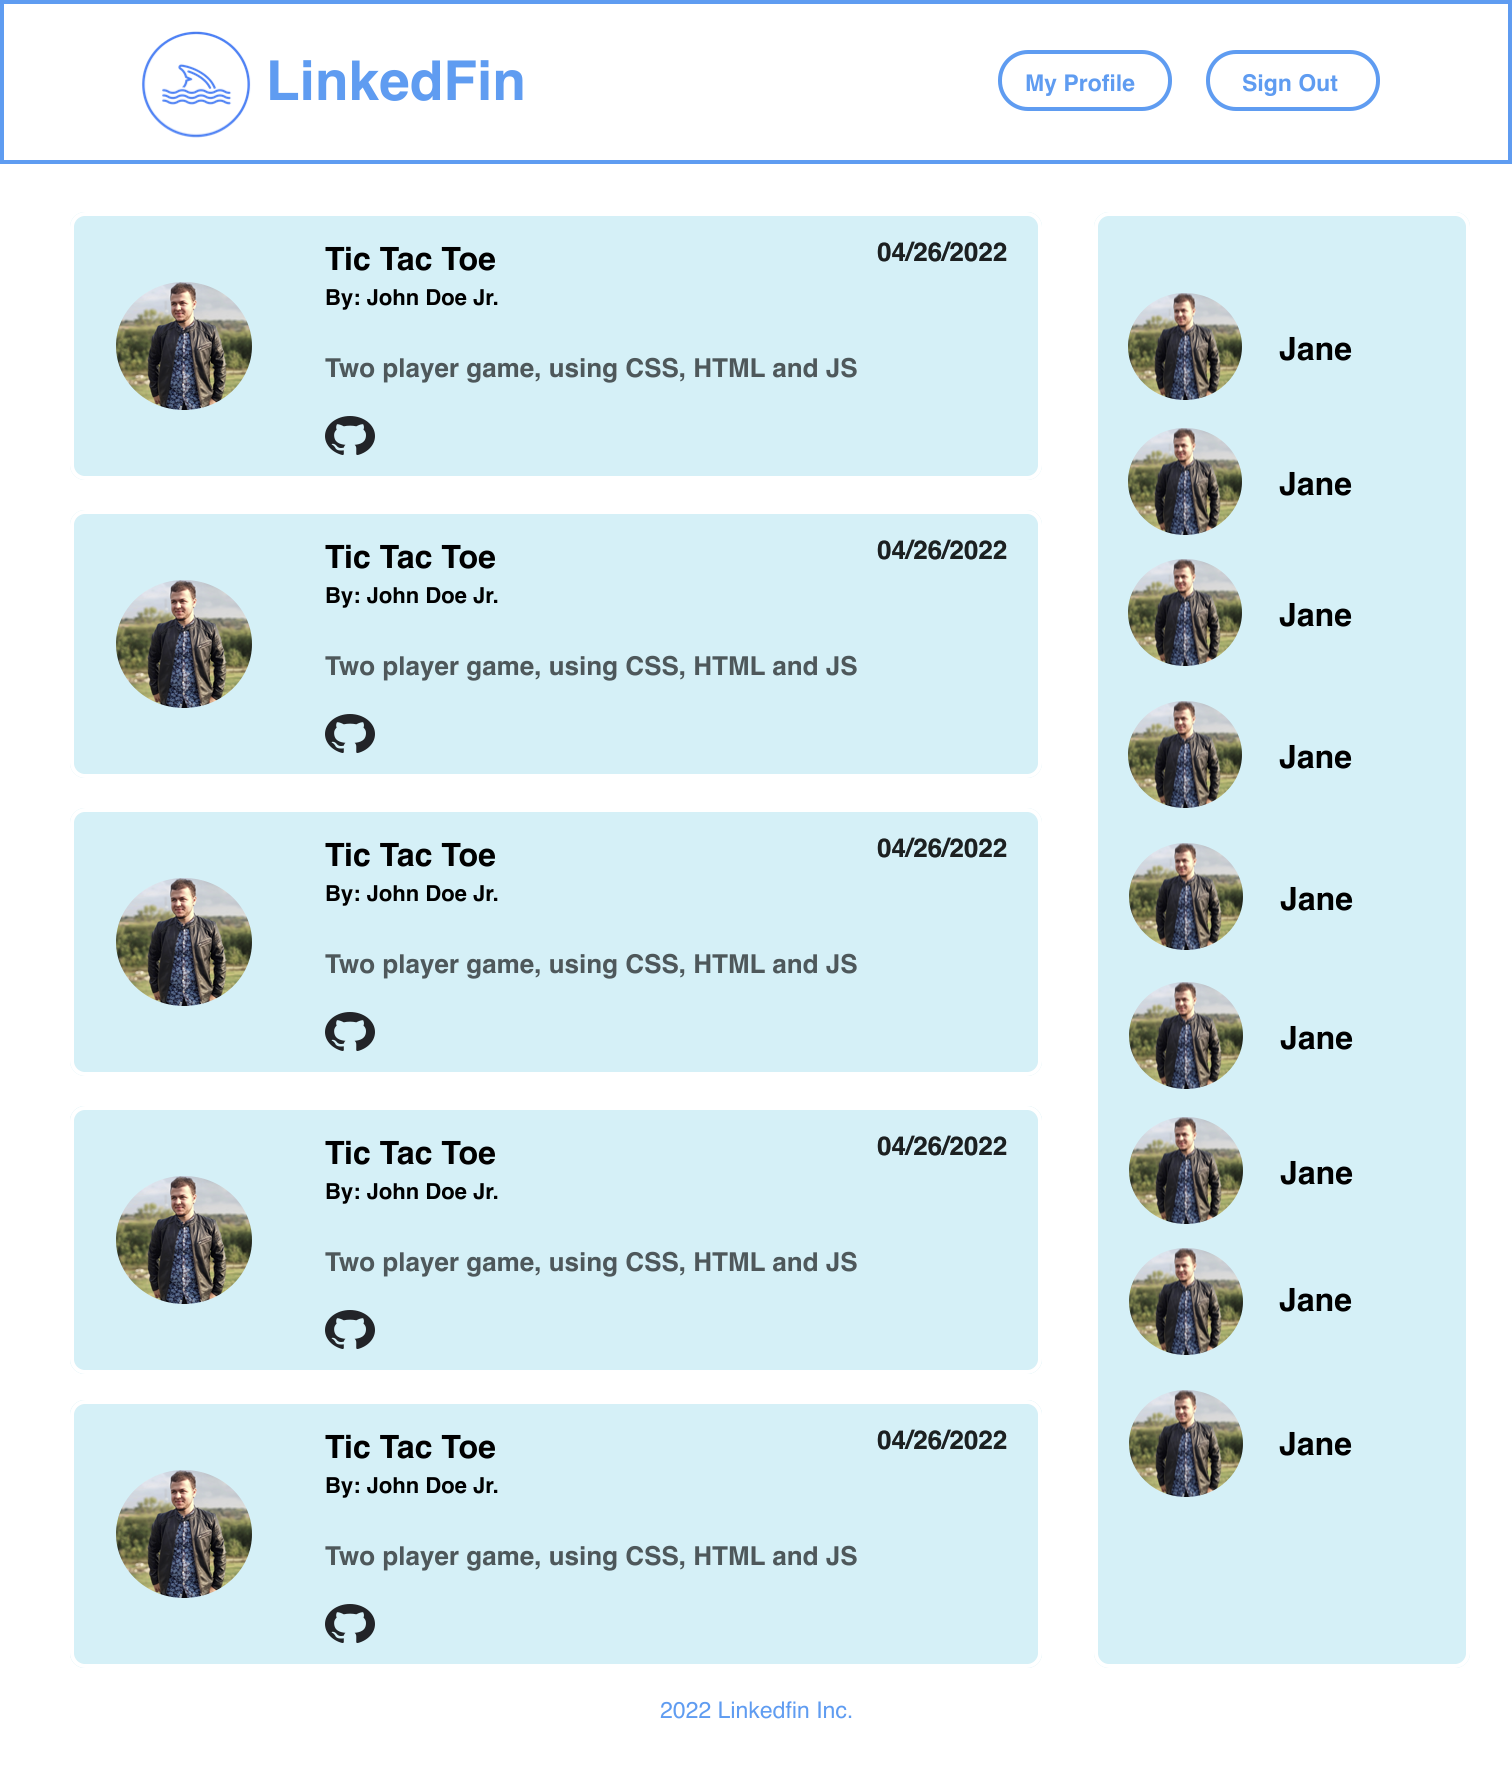 LinkedFin
My Profile
Sign Out
Tic Tac Toe
04/26/2022
By: John Doe Jr.
Two player game, using CSS, HTML and JS
Tic Tac Toe
04/26/2022
By: John Doe Jr.
Two player game, using CSS, HTML and JS
Tic Tac Toe
04/26/2022
By: John Doe Jr.
Two player game, using CSS, HTML and JS
Tic Tac Toe
04/26/2022
By: John Doe Jr.
Two player game, using CSS, HTML and JS
Tic Tac Toe
04/26/2022
By: John Doe Jr.
Two player game, using CSS, HTML and JS
Jane
Jane
Jane
Jane
Jane
Jane
Jane
Jane
Jane
2022 Linkedfin Inc.